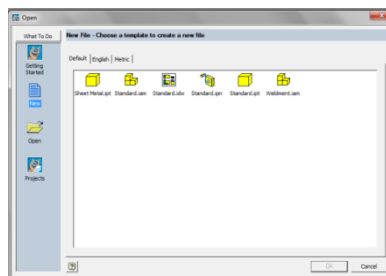 Open
What To Do
New File - Choose a template to create a new file
Getting
Started
New
Open
Projects
Default English Metric
Sheet Metal.ipt Standard.iam Standard.idw Standard.ipn Standard.ipt Weldment.iam
OK Cancel